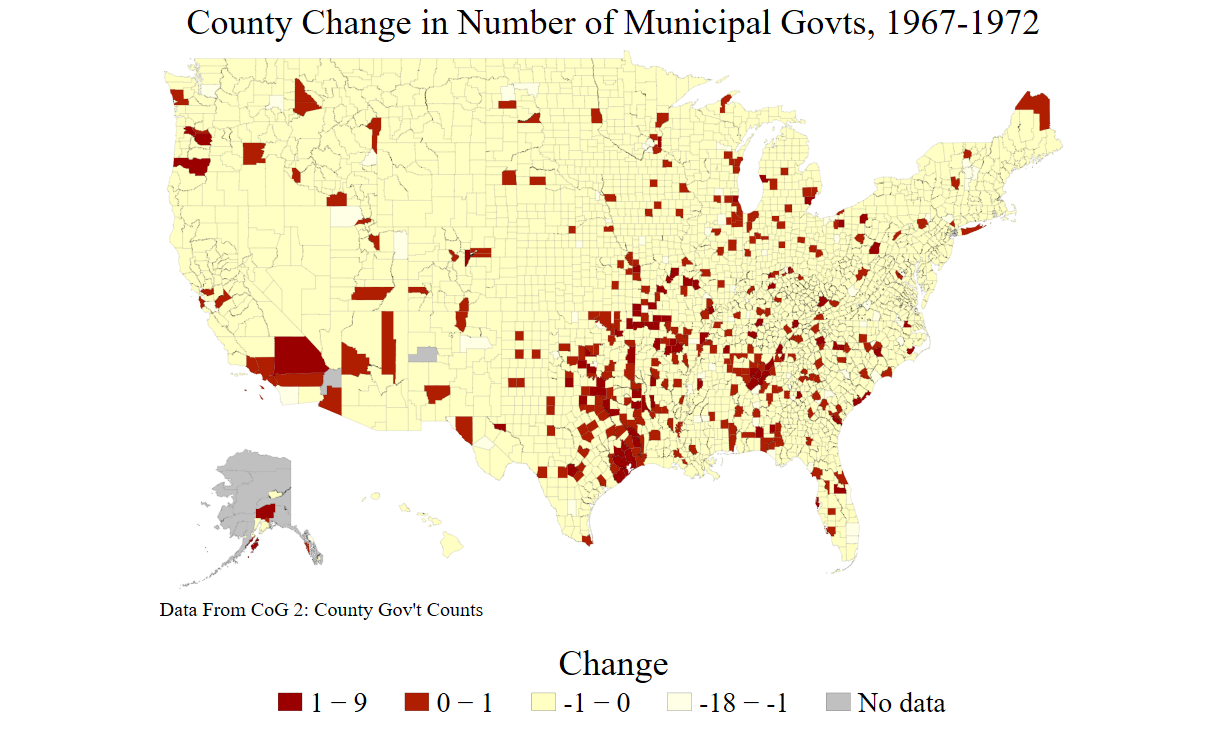 County Change in Number of Municipal Govts, 1967-1972
Data From CoG 2: County Gov't Counts
Change
1 − 9 0 − 1 -1 − 0 -18 − -1 No data